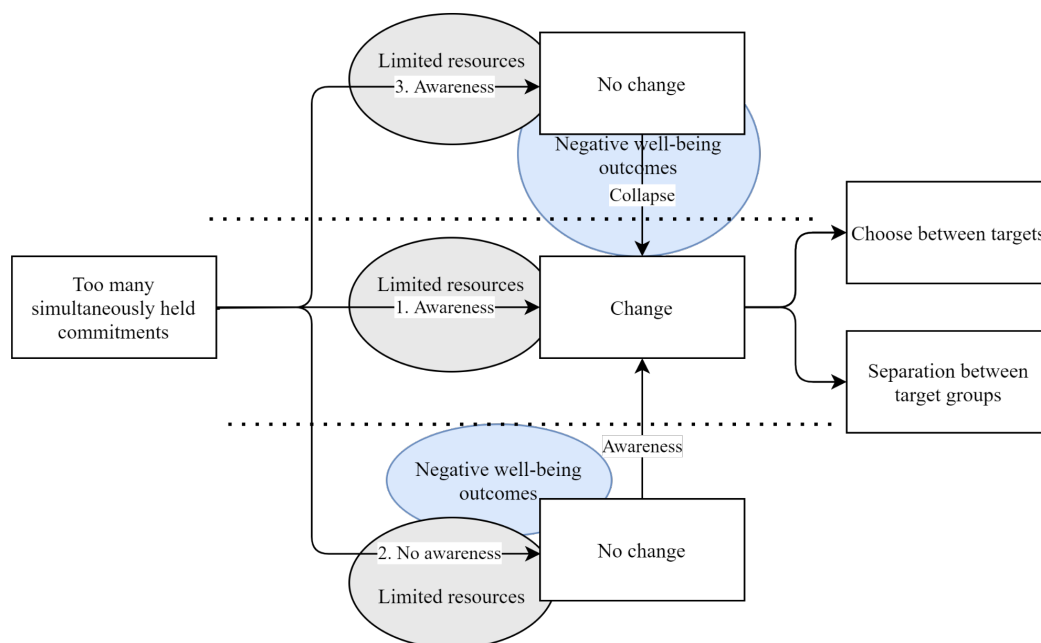 Limited resources
3. Awareness
No change
Negative well-being
outcomes
Collapse
Choose between targets
Too many
simultaneously held
commitments
Limited resources
1. Awareness
Change
Separation between
target groups
Awareness
Negative well-being
outcomes
2. No awareness
No change
Limited resources